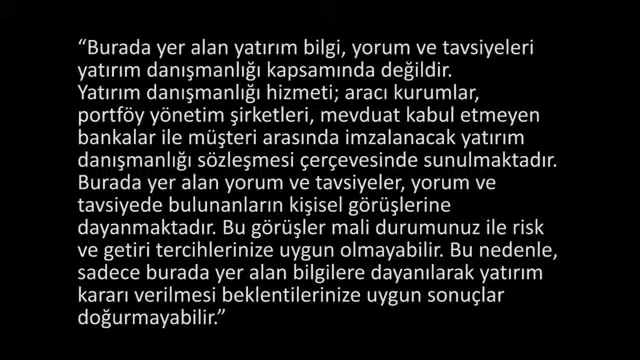 “Burada yer alan yatırım bilgi, yorum ve tavsiyeleri
yatırım danışmanlığı kapsamında değildir.
Yatırım danışmanlığı hizmeti; aracı kurumlar,
portföy yönetim şirketleri, mevduat kabul etmeyen
bankalar ile müşteri arasında imzalanacak yatırım
danışmanlığı sözleşmesi çerçevesinde sunulmaktadır.
Burada yer alan yorum ve tavsiyeler, yorum ve
tavsiyede bulunanların kişisel görüşlerine
dayanmaktadır. Bu görüşler mali durumunuz ile risk
ve getiri tercihlerinize uygun olmayabilir. Bu nedenle,
sadece burada yer alan bilgilere dayanılarak yatırım
kararı verilmesi beklentilerinize uygun sonuçlar
doğurmayabilir.”